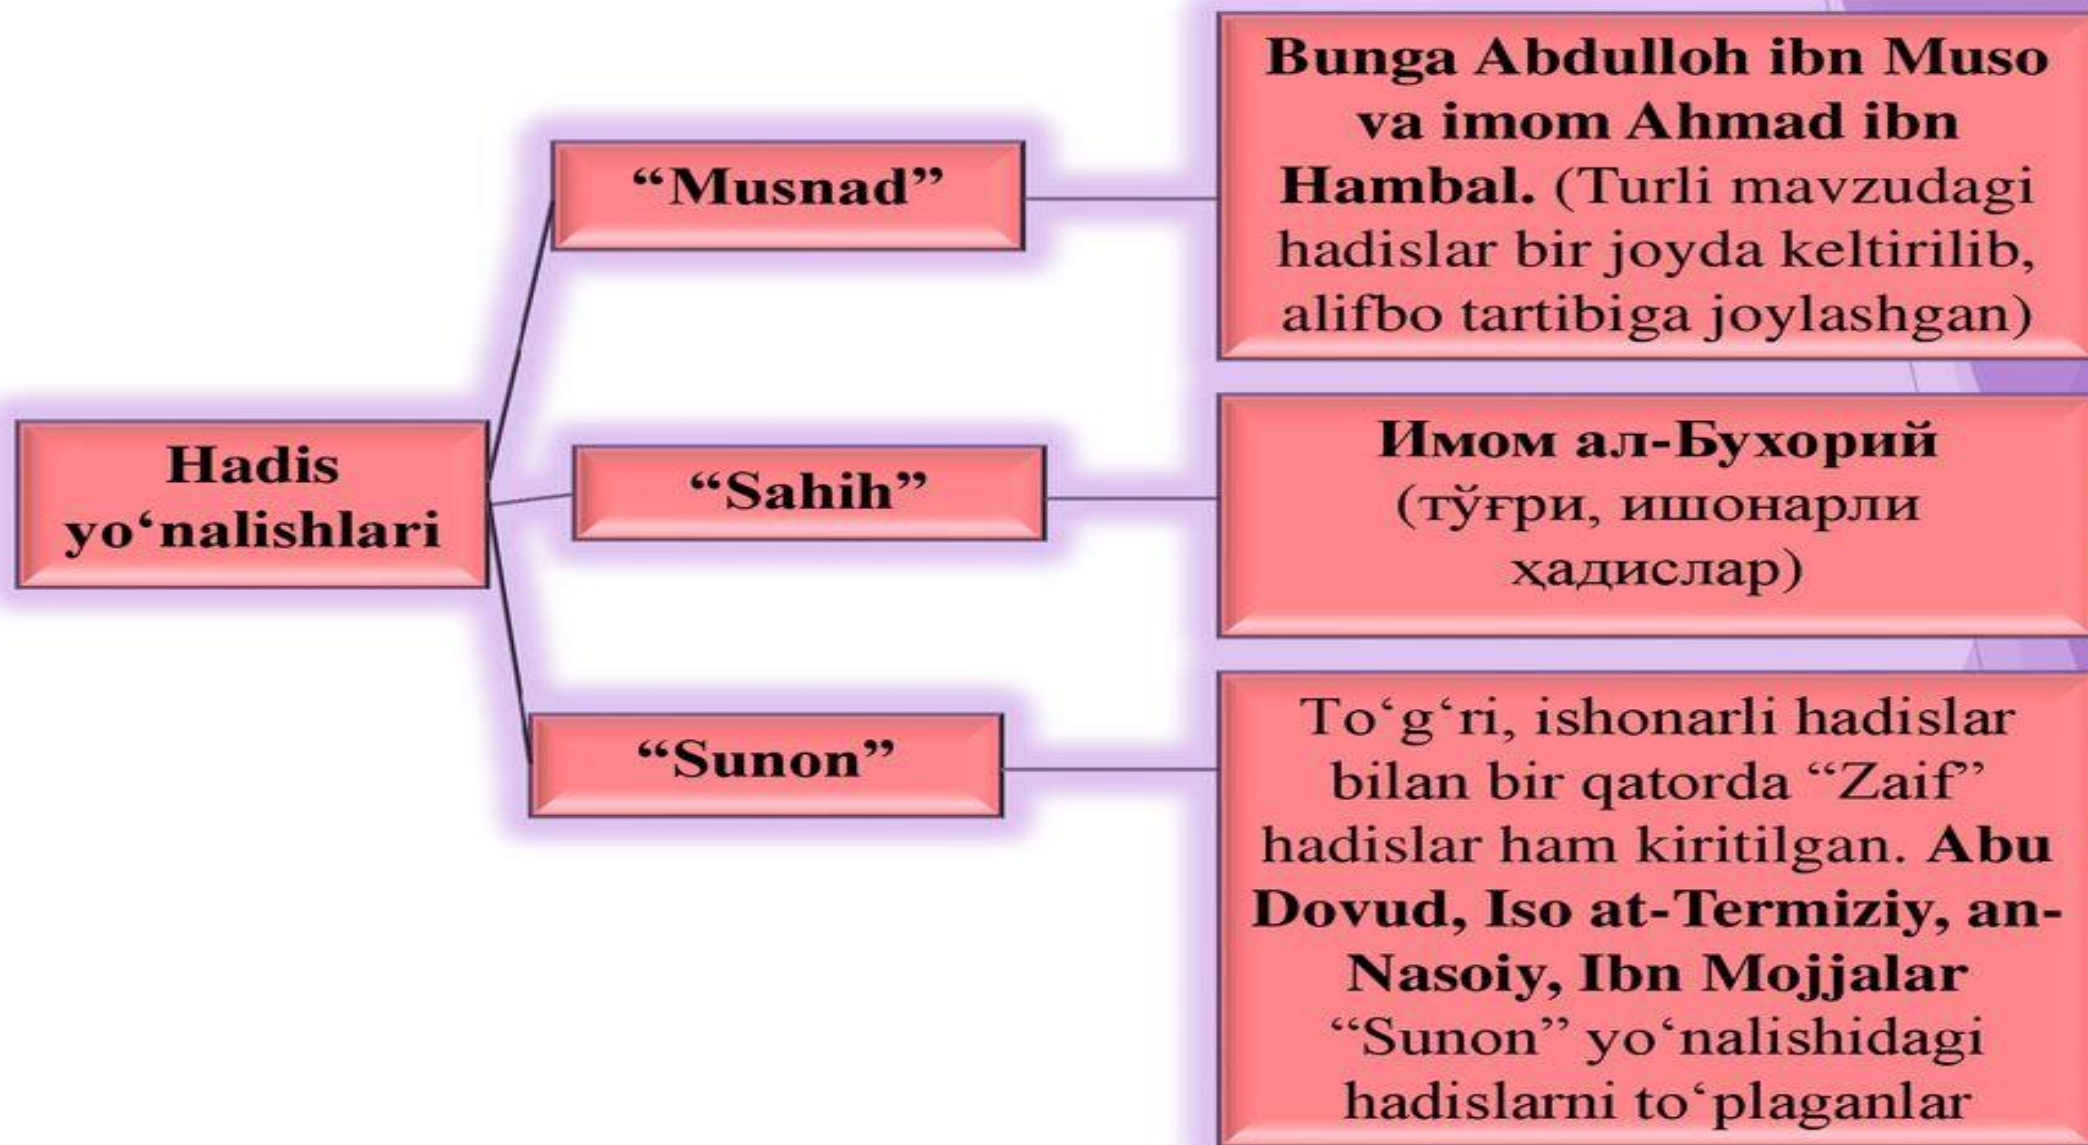 Hadis
yo‘nalishlari
“Musnad”
Bunga Abdulloh ibn Muso
va imom Ahmad ibn
Hambal. (Turli mavzudagi
hadislar bir joyda keltirilib,
alifbo tartibiga joylashgan)
“Sahih”
Имом ал-Бухорий
(тўғри, ишонарли
ҳадислар)
“Sunon”
To‘g‘ri, ishonarli hadislar
bilan bir qatorda “Zaif”
hadislar ham kiritilgan. Abu
Dovud, Iso at-Termiziy, an-
Nasoiy, Ibn Mojjalar
“Sunon” yo‘nalishidagi
hadislarni to‘plaganlar